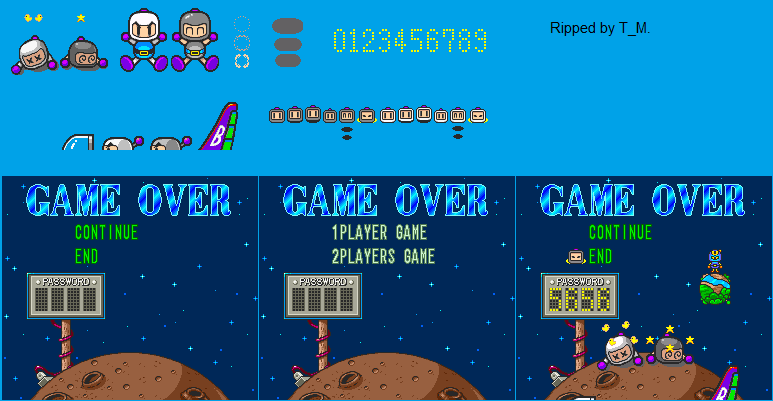 Ripped by T_M.
0123456789
B
GAME OVER
CONTINUE
END
PASSWORD
GAME OVER
1PLAYER GAME
2PLAYERS GAME
PASSWORD
GAME OVER
CONTINUE
END
PASSWORD
5656